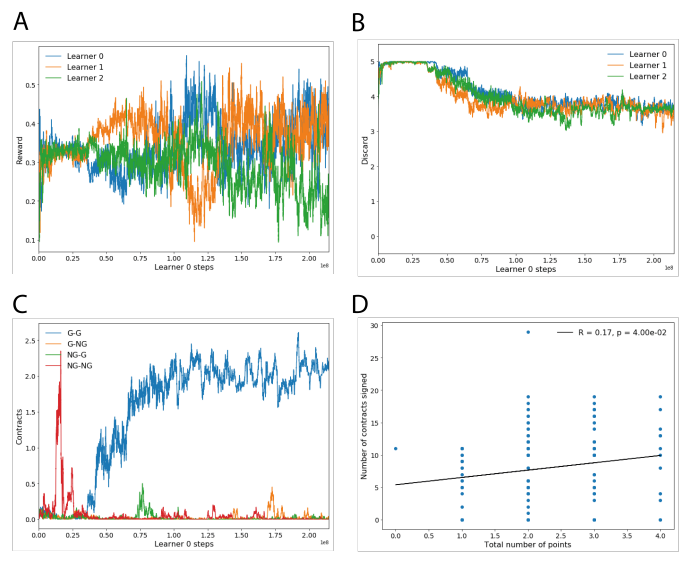 A
Learner 0
Learner 1
Learner 2
0.5
0.4
0.3
0.2
0.1
Reward
0.00
0.25
0.50
0.75
1.00
1.25
1.50
1.75
2.00
1e8
Learner 0 steps
B
Learner 0
Learner 1
Learner 2
5
4
3
2
1
0
Discard
0.00
0.25
0.50
0.75
1.00
1.25
1.50
1.75
2.00
1e8
Learner 0 steps
C
G-G
G-NG
NG-G
NG-NG
2.5
2.0
1.5
1.0
0.5
0.0
Contracts
0.00
0.25
0.50
0.75
1.00
1.25
1.50
1.75
2.00
1e8
Learner 0 steps
D
R = 0.17, p = 4.00e-02
30
25
20
15
10
5
0
Number of contracts signed
0.0
0.5
1.0
1.5
2.0
2.5
3.0
3.5
4.0
Total number of points